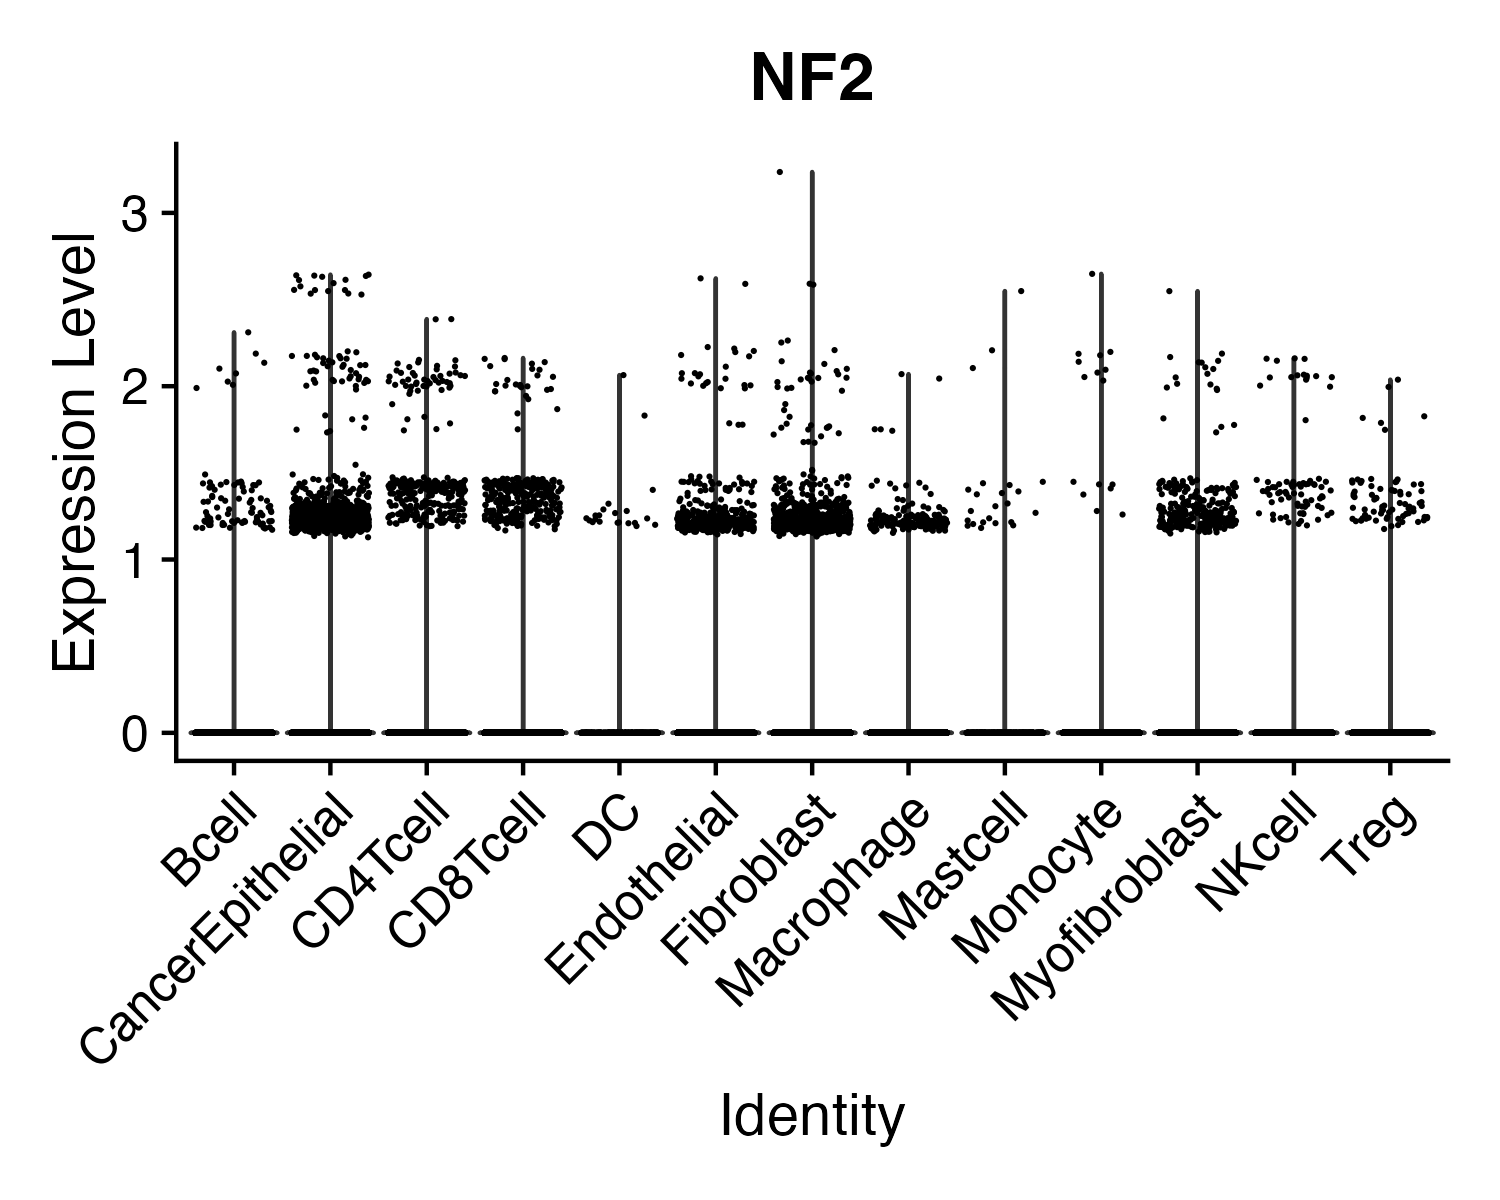 NF2
Expression Level
3
2
1
0
Bcell
CancerEpithelial
CD4Tcell
CD8Tcell
DC
Endothelial
Fibroblast
Macrophage
Mastcell
Monocyte
Myofibroblast
NKcell
Treg
Identity